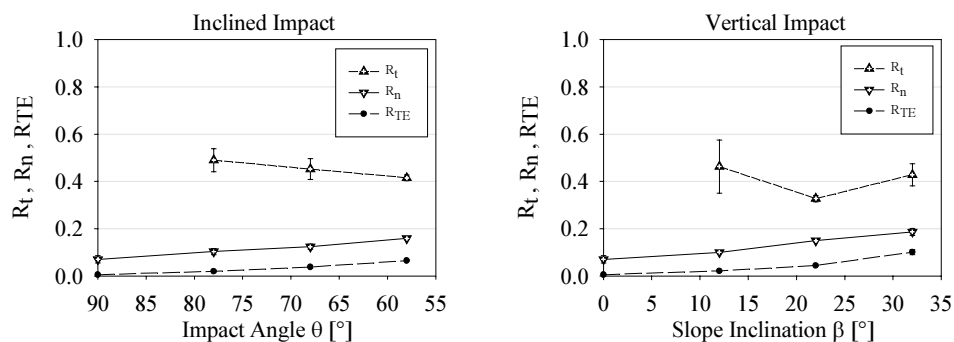 Inclined Impact
1.0
0.8
0.6
0.4
0.2
0.0
Rt , Rn , RTE
Rt
Rn
RTE
90 85 80 75 70 65 60 55
Impact Angle θ [°]
Vertical Impact
1.0
0.8
0.6
0.4
0.2
0.0
Rt , Rn , RTE
Rt
Rn
RTE
0 5 10 15 20 25 30 35
Slope Inclination β [°]